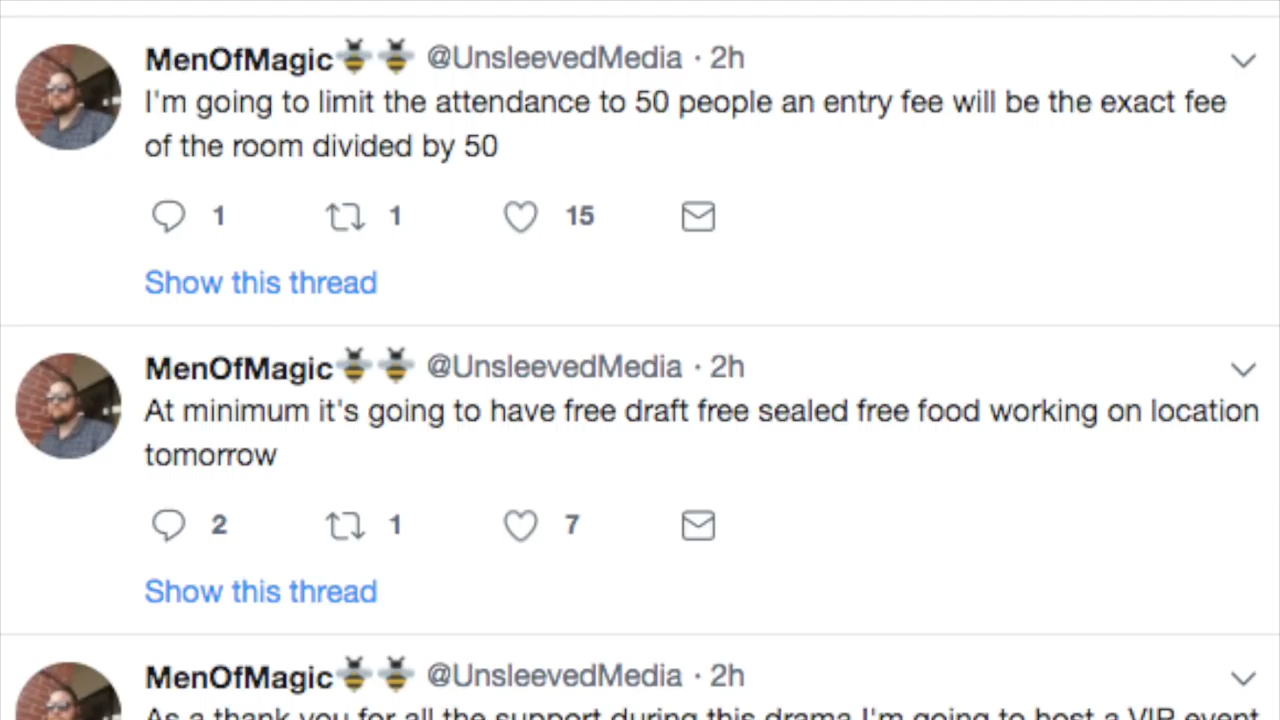 MenOfMagic🐝🐝 @UnsleevedMedia · 2h
I'm going to limit the attendance to 50 people an entry fee will be the exact fee
of the room divided by 50
1 1 15
Show this thread
MenOfMagic🐝🐝 @UnsleevedMedia · 2h
At minimum it's going to have free draft free sealed free food working on location
tomorrow
2 1 7
Show this thread
MenOfMagic🐝🐝 @UnsleevedMedia · 2h
As a thank you for all the support during this drama I'm going to host a VIP event